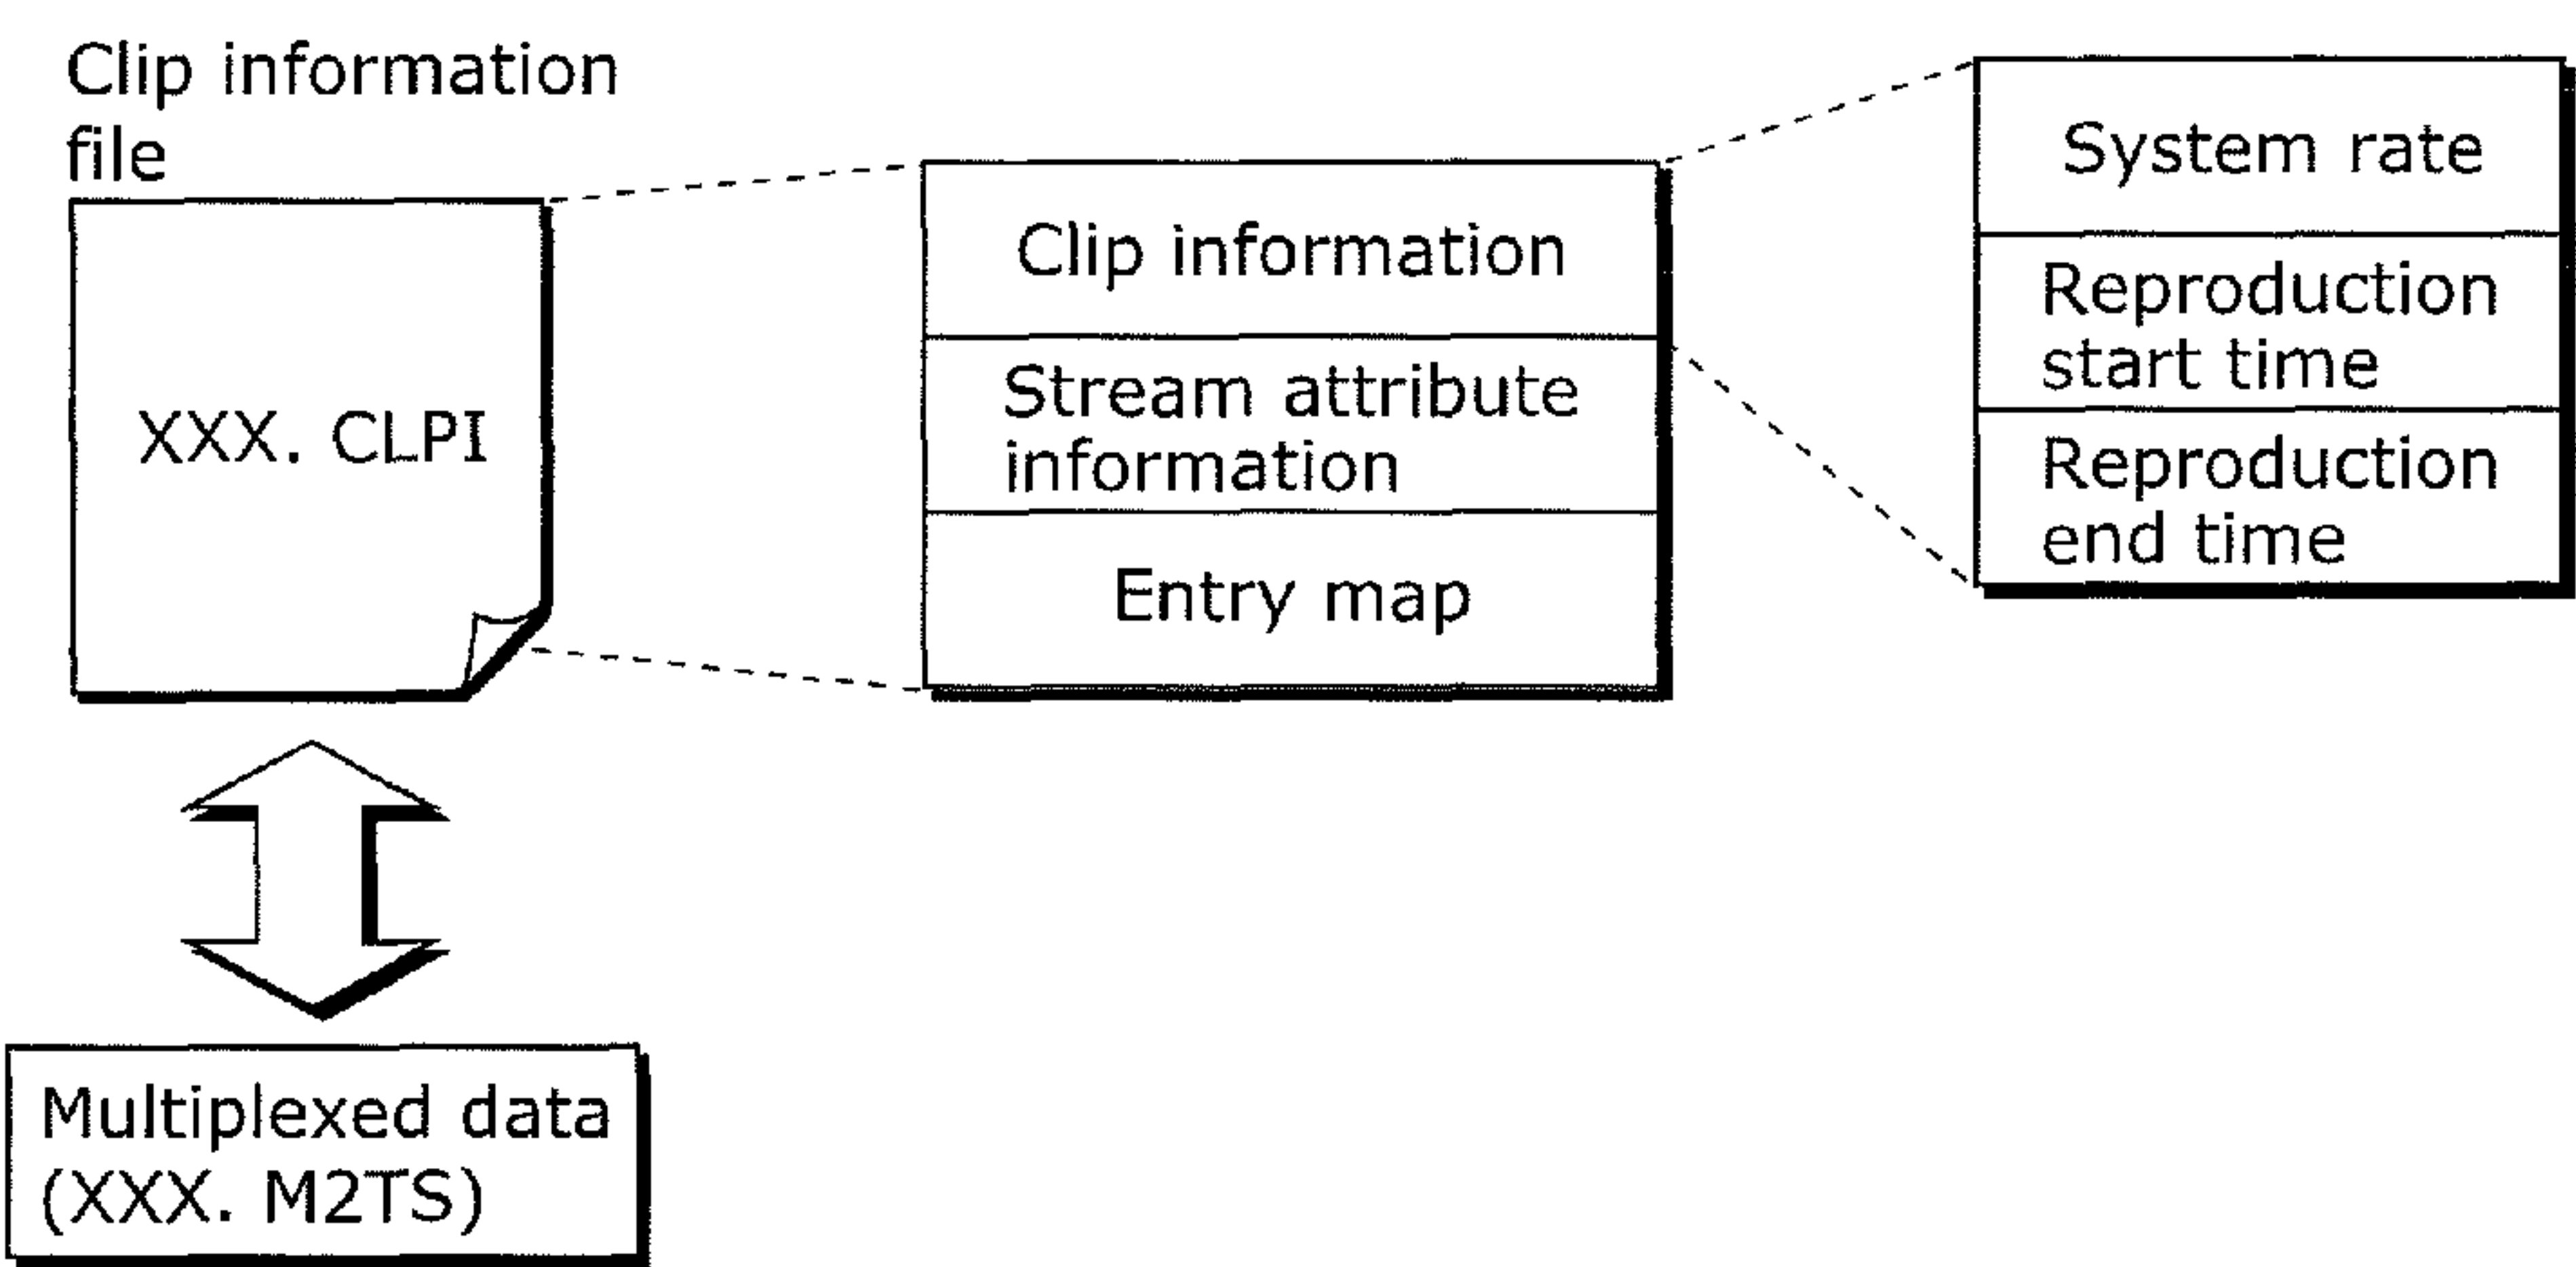 Clip information
file
XXX. CLPI
Clip information
Stream attribute
information
Entry map
System rate
Reproduction
start time
Reproduction
end time
Multiplexed data
(XXX. M2TS)